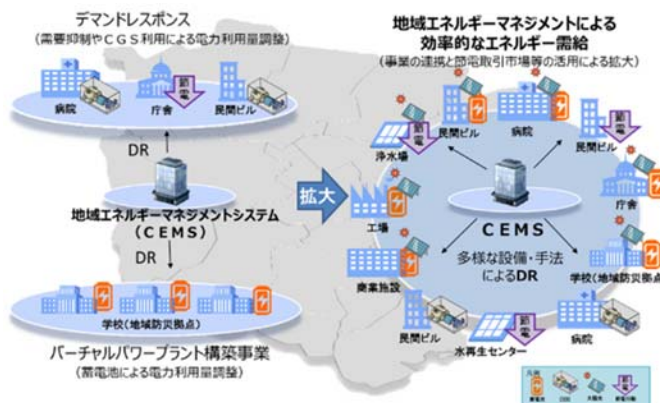 デマンドレスポンス
(需要抑制やCGS利用による電力利用量調整)
病院
庁舎
節電
民間ビル
DR
地域エネルギーマネジメントシステム
(CEMS)
DR
学校(地域防災拠点)
バーチャルパワープラント構築事業
(蓄電池による電力利用量調整)
拡大
地域エネルギーマネジメントによる
効率的なエネルギー需給
(事業の連携と節電取引市場等の活用による拡大)
節電
浄水場
民間ビル
病院
節電
民間ビル
庁舎
工場
CEMS
多様な設備・手法
によるDR
商業施設
学校(地域防災拠点)
民間ビル
節電
水再生センター
病院
凡例
節電